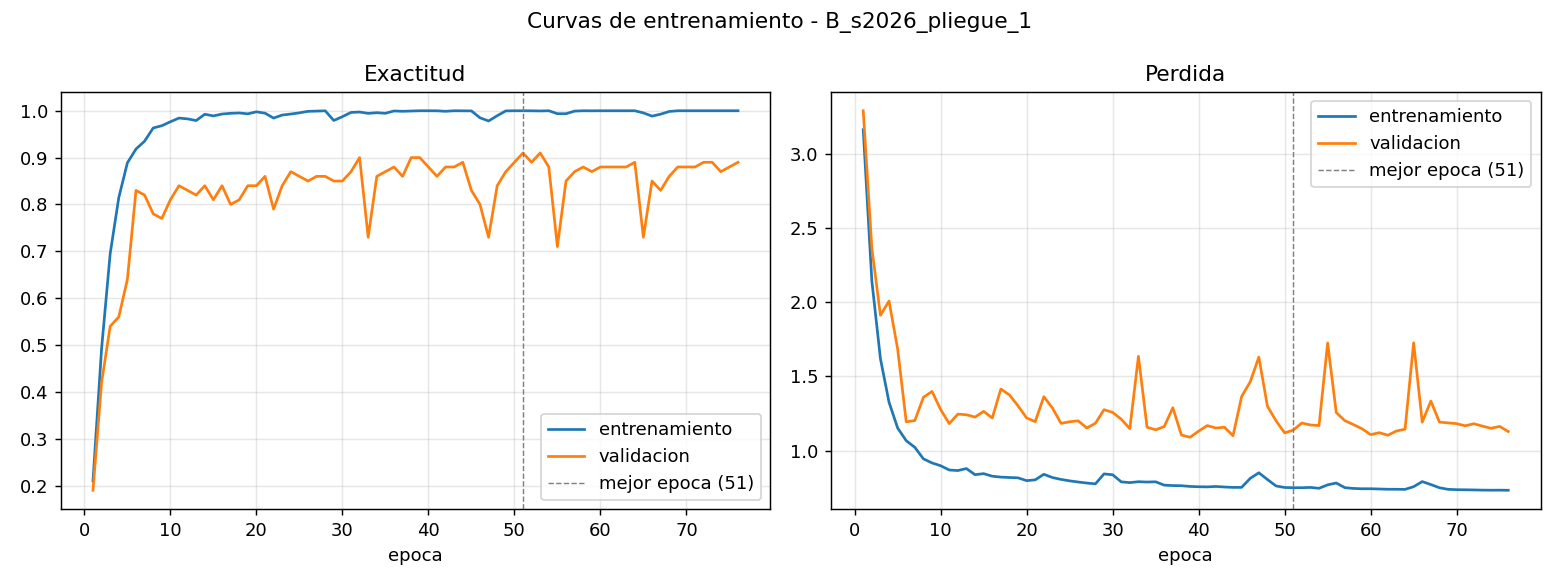 Curvas de entrenamiento - B_s2026_pliegue_1
Exactitud
1.0
0.9
0.8
0.7
0.6
0.5
0.4
0.3
0.2
0 10 20 30 40 50 60 70
epoca
entrenamiento
validacion
mejor epoca (51)
Perdida
3.0
2.5
2.0
1.5
1.0
0 10 20 30 40 50 60 70
epoca
entrenamiento
validacion
mejor epoca (51)